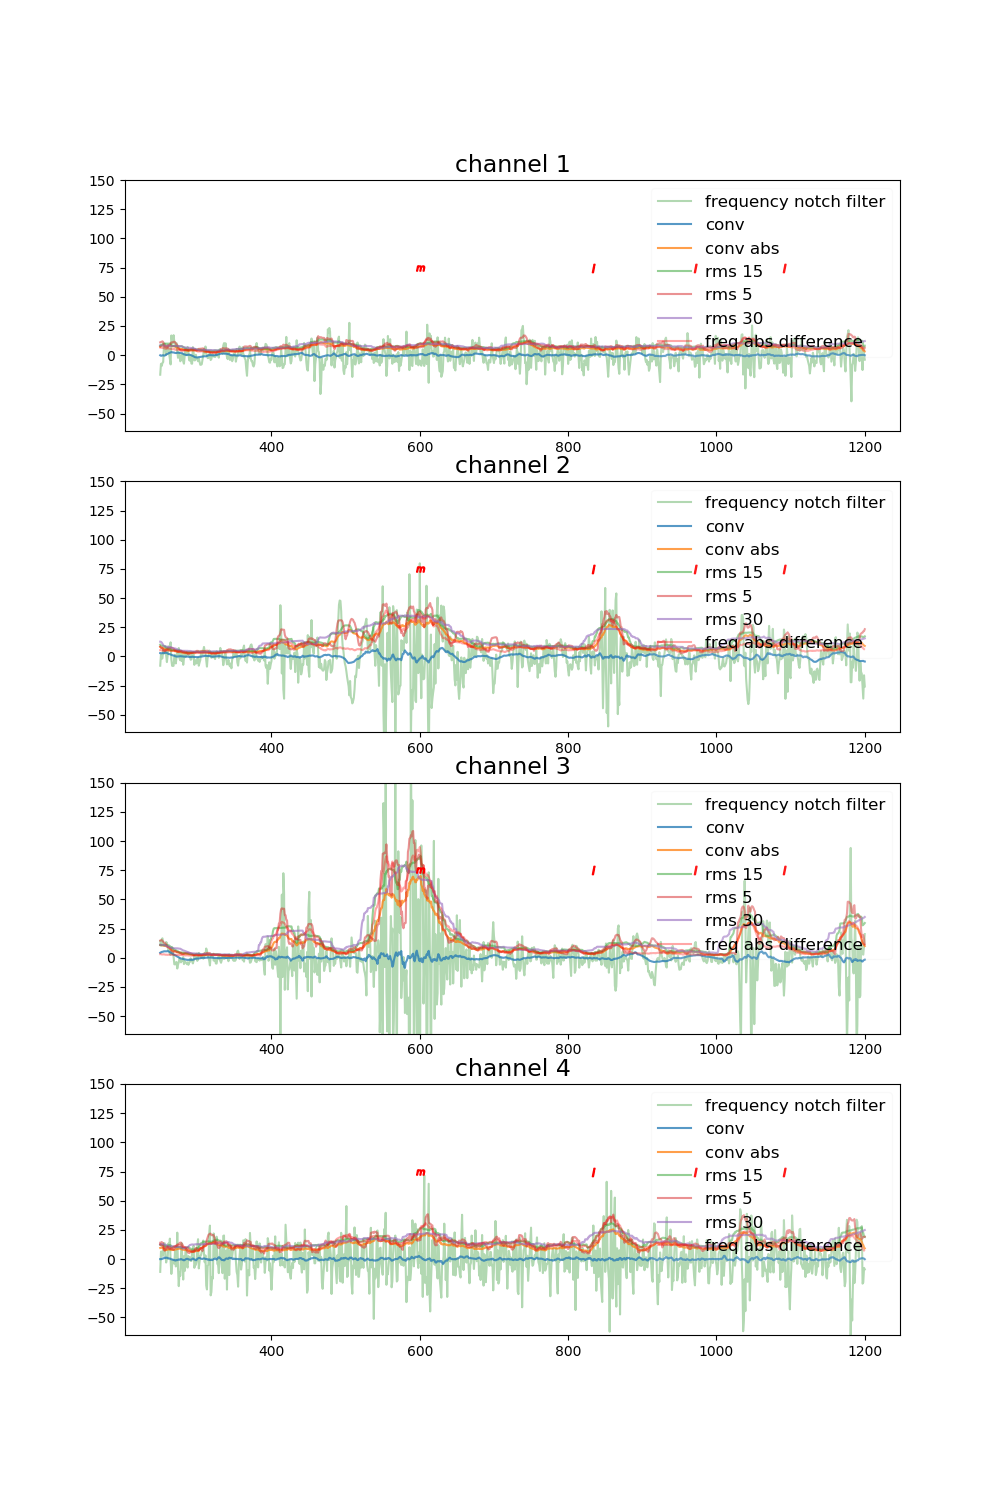 channel 1
150
125
100
75
50
25
0
−25
−50
frequency notch filter
conv
conv abs
rms 15
rms 5
rms 30
freq abs difference
m l l l
400 600 800 1000 1200
channel 2
150
125
100
75
50
25
0
−25
−50
frequency notch filter
conv
conv abs
rms 15
rms 5
rms 30
freq abs difference
m l l l
400 600 800 1000 1200
channel 3
150
125
100
75
50
25
0
−25
−50
frequency notch filter
conv
conv abs
rms 15
rms 5
rms 30
freq abs difference
m l l l
400 600 800 1000 1200
channel 4
150
125
100
75
50
25
0
−25
−50
frequency notch filter
conv
conv abs
rms 15
rms 5
rms 30
freq abs difference
m l l l
400 600 800 1000 1200